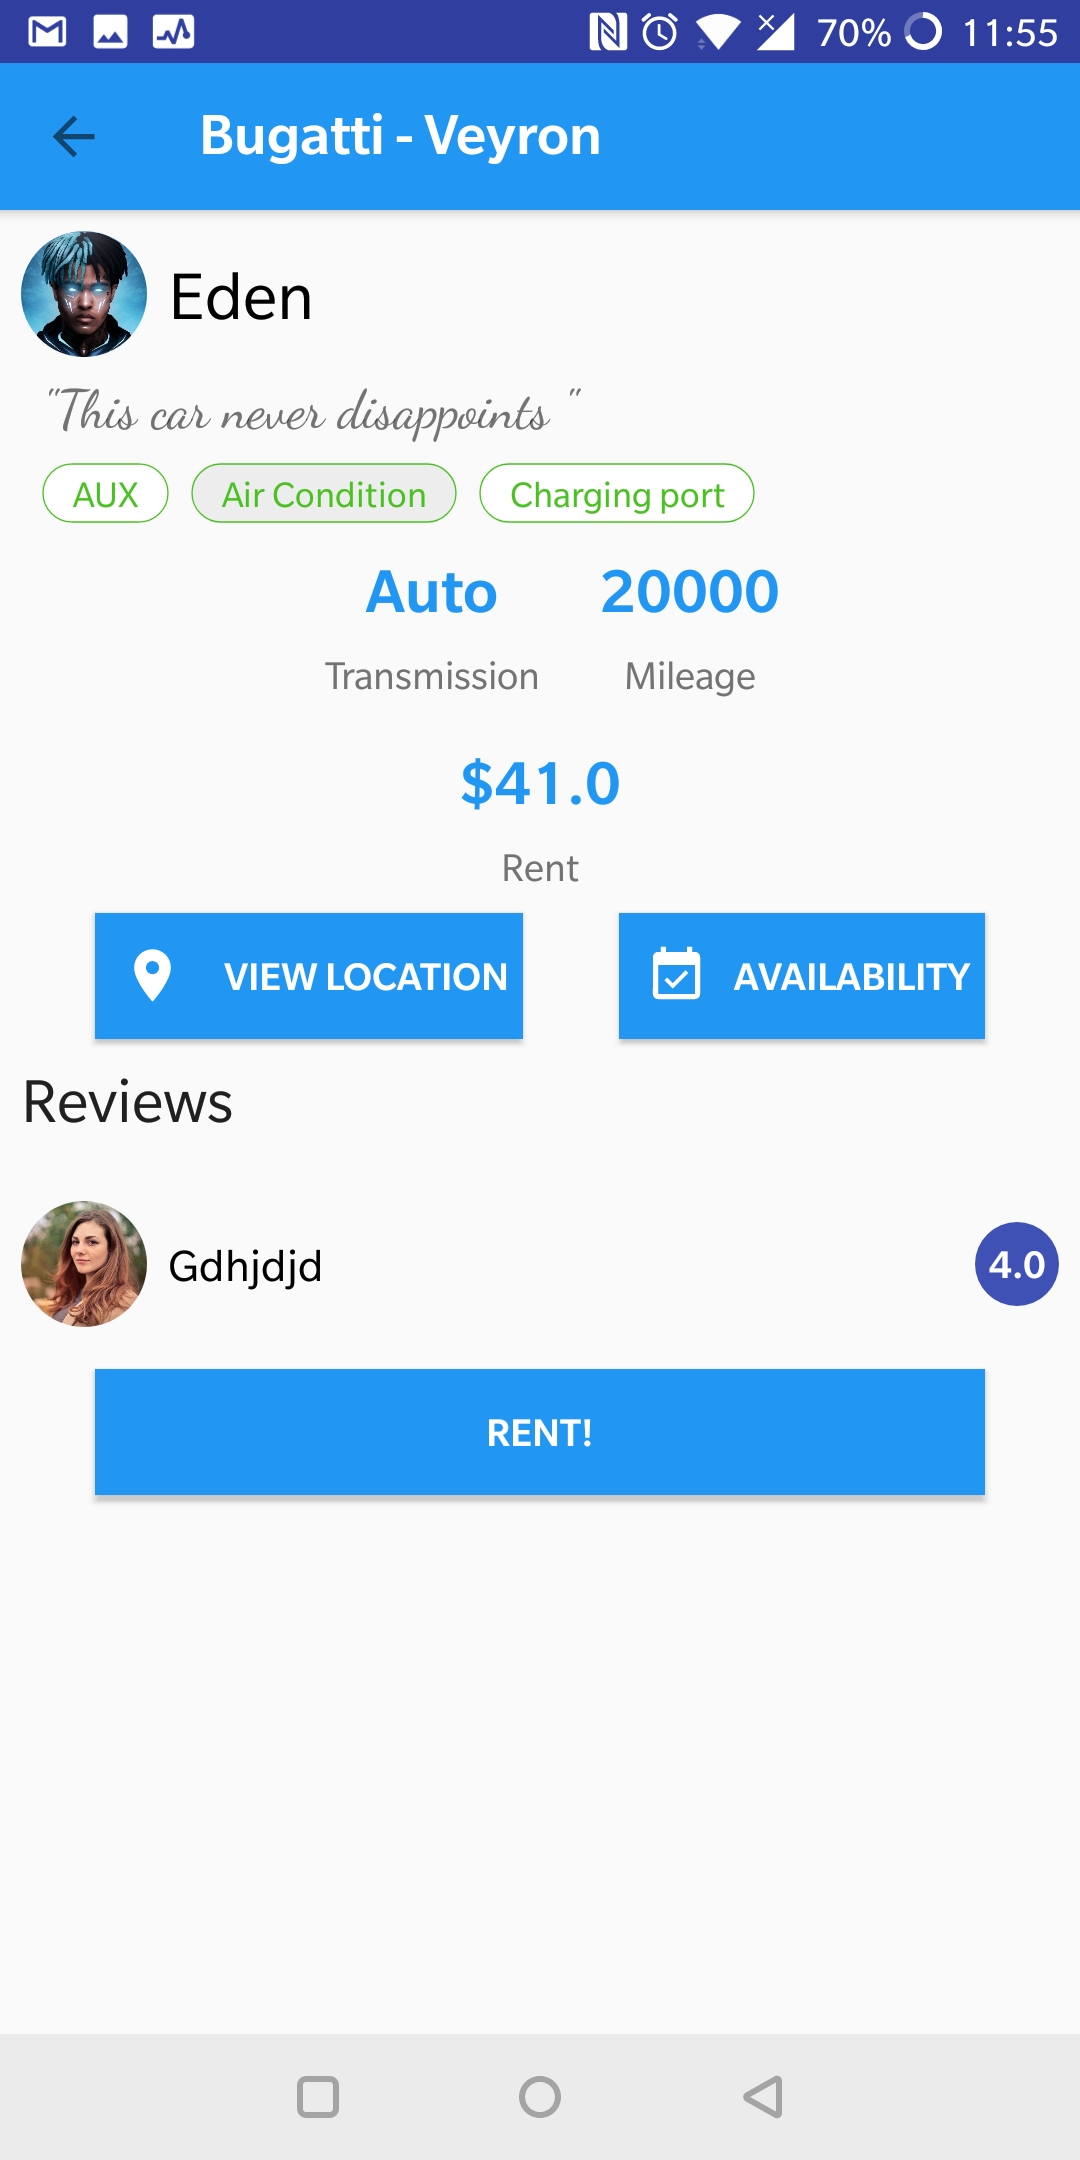 70% 11:55
Bugatti - Veyron
Eden
"This car never disappoints "
AUX Air Condition Charging port
Auto 20000
Transmission Mileage
$41.0
Rent
VIEW LOCATION AVAILABILITY
Reviews
Gdhjdjd 4.0
RENT!